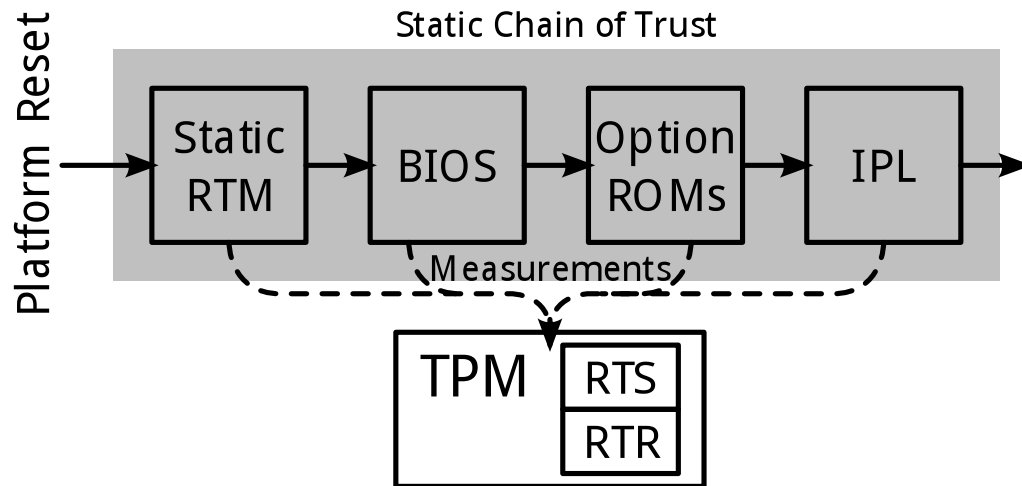 Static Chain of Trust
Platform Reset
Static
RTM
BIOS
Option
ROMs
IPL
Measurements
TPM
RTS
RTR